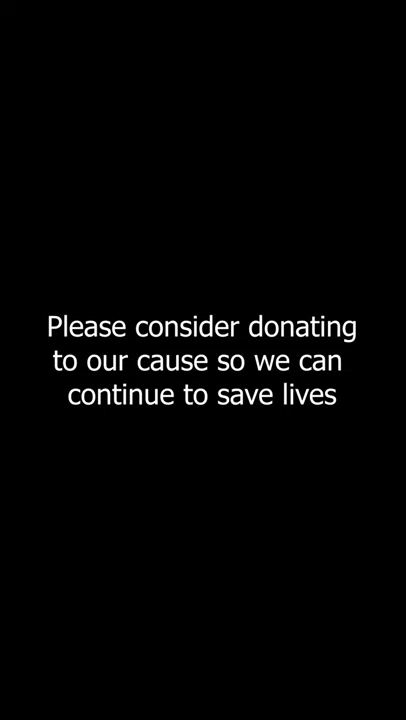 Please consider donating
to our cause so we can
continue to save lives